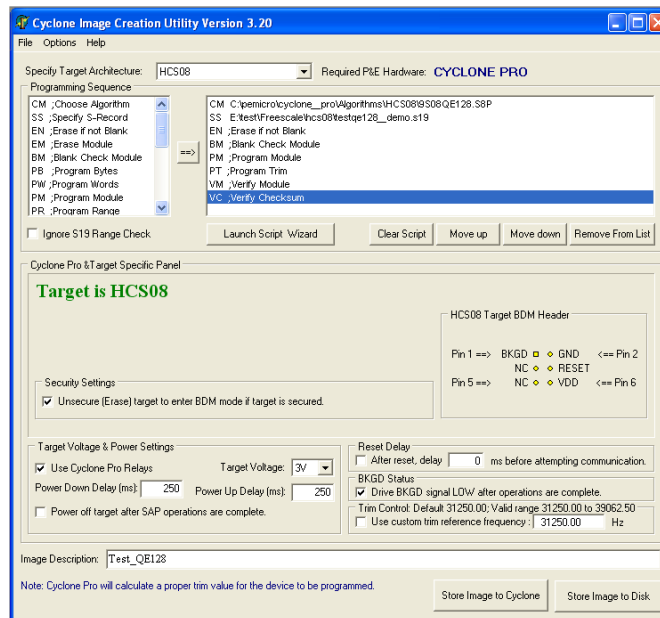 Cyclone Image Creation Utility Version 3.20
File Options Help
Specify Target Architecture: HCS08 Required P&E Hardware: CYCLONE PRO
Programming Sequence
CM ;Choose Algorithm
SS ;Specify S-Record
EN ;Erase if not Blank
EM ;Erase Module
BM ;Blank Check Module
PB ;Program Bytes
PW ;Program Words
PM ;Program Module
PR ;Program Range
==>
CM C:\pemicro\cyclone_pro\Algorithms\HCS08\9S08QE128.S8P
SS E:\test\Freescale\hcs08\testqe128_demo.s19
EN ;Erase if not Blank
BM ;Blank Check Module
PM ;Program Module
PT ;Program Trim
VM ;Verify Module
VC ;Verify Checksum
Ignore S19 Range Check
Launch Script Wizard
Clear Script
Move up
Move down
Remove From List
Cyclone Pro &Target Specific Panel
Target is HCS08
HCS08 Target BDM Header
Pin 1 ==> BKGD GND <== Pin 2
NC RESET
Pin 5 ==> NC VDD <== Pin 6
Security Settings
Unsecure (Erase) target to enter BDM mode if target is secured.
Target Voltage & Power Settings
Use Cyclone Pro Relays Target Voltage: 3V
Power Down Delay (ms): 250 Power Up Delay (ms): 250
Power off target after SAP operations are complete.
Reset Delay
After reset, delay 0 ms before attempting communication.
BKGD Status
Drive BKGD signal LOW after operations are complete.
Trim Control: Default 31250.00; Valid range 31250.00 to 39062.50
Use custom trim reference frequency : 31250.00 Hz
Image Description: Test_QE128
Note: Cyclone Pro will calculate a proper trim value for the device to be programmed.
Store Image to Cyclone
Store Image to Disk